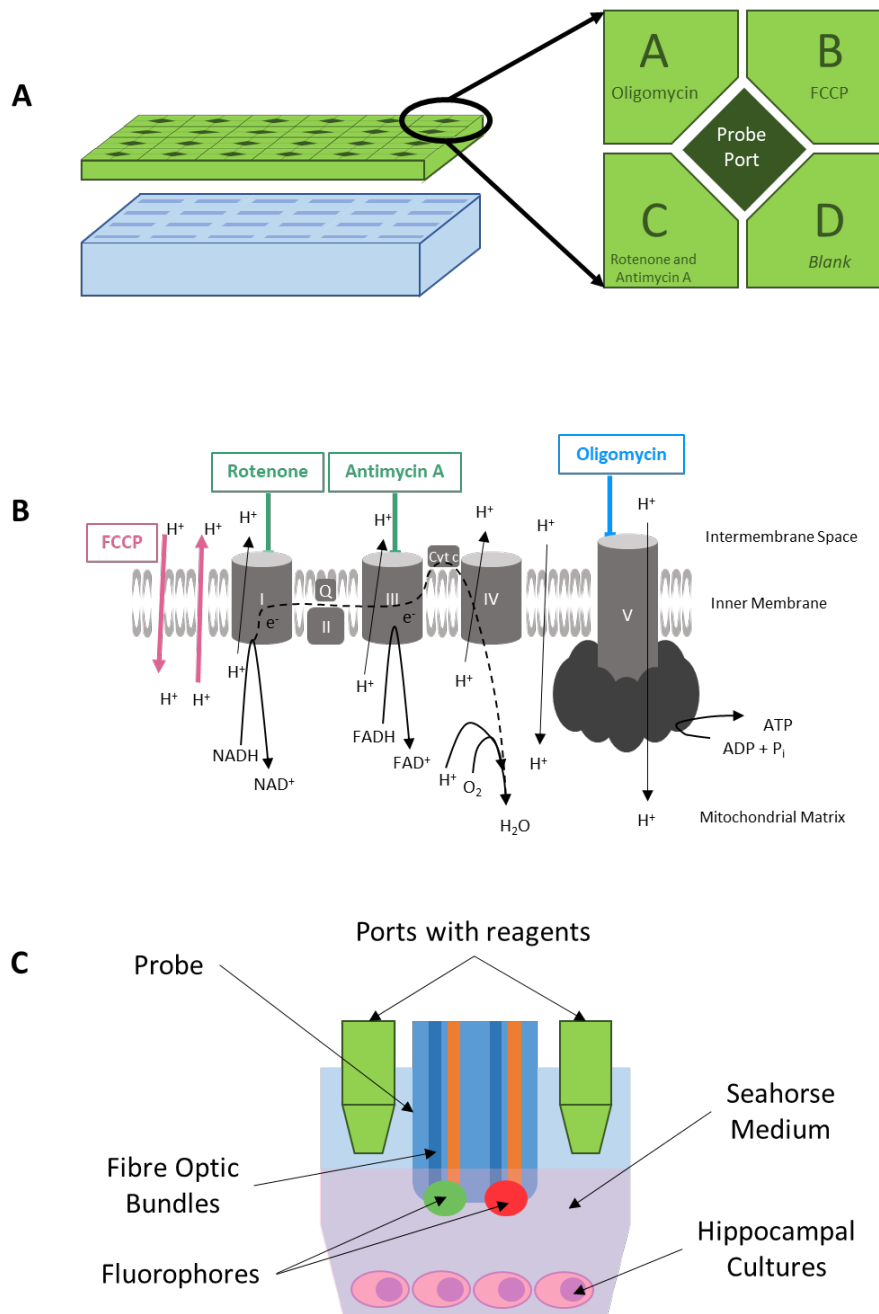 A
A
Oligomycin
B
FCCP
Probe
Port
C
Rotenone and
Antimycin A
D
Blank
B
Rotenone
Antimycin A
Oligomycin
FCCP
H⁺
H⁺
H⁺
H⁺
H⁺
H⁺
H⁺
Intermembrane Space
Cyt c
I
Q
II
III
IV
V
Inner Membrane
e⁻
e⁻
H⁺
H⁺
H⁺
H⁺
H⁺
NADH
NAD⁺
FADH
FAD⁺
H⁺
O₂
H₂O
H⁺
ATP
ADP + Pᵢ
H⁺
Mitochondrial Matrix
C
Ports with reagents
Probe
Seahorse
Medium
Fibre Optic
Bundles
Hippocampal
Cultures
Fluorophores